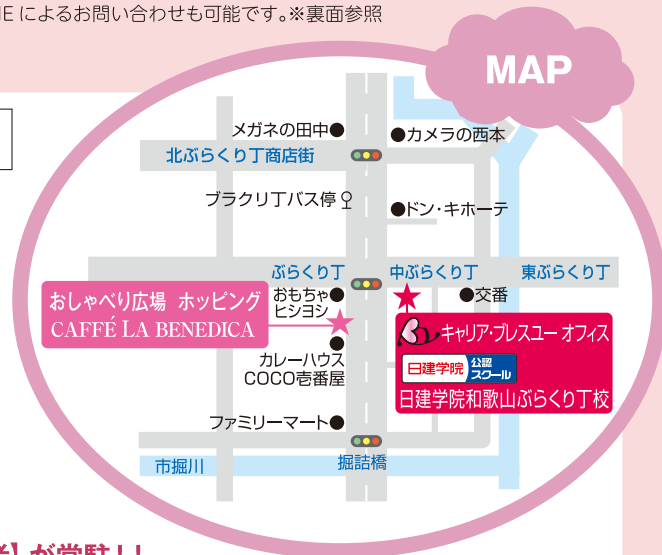 IE によるお問い合わせも可能です。※裏面参照
MAP
メガネの田中●
●カメラの西本
北ぶらくり丁商店街
ブラクリ丁バス停
●ドン・キホーテ
ぶらくり丁
中ぶらくり丁
東ぶらくり丁
おもちゃ
ヒシヨシ
●交番
おしゃべり広場 ホッピング
CAFFÉ LA BENEDICA
キャリア・ブレスユー オフィス
日建学院
公認
スクール
日建学院和歌山ぶらくり丁校
カレーハウス
COCO壱番屋
ファミリーマート●
市堀川
堀詰橋
が常駐!!